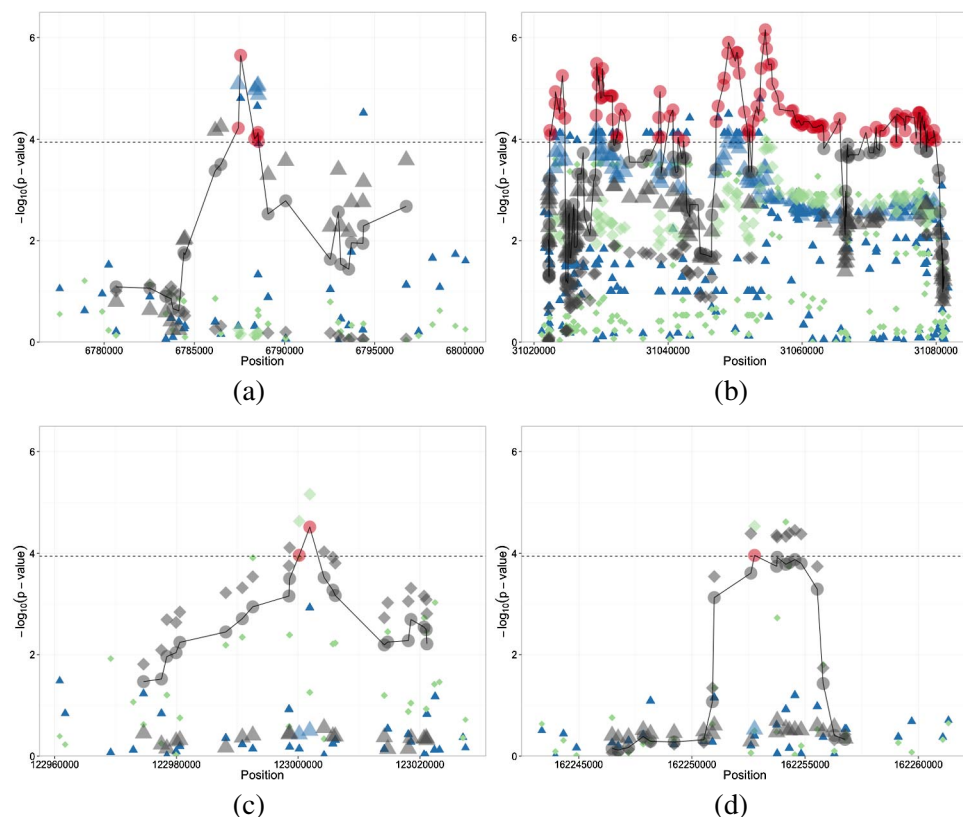 6
4
2
0
−log10(p − value)
6780000 6785000 6790000 6795000 6800000
Position
(a)
6
4
2
0
−log10(p − value)
31020000 31040000 31060000 31080000
Position
(b)
6
4
2
0
−log10(p − value)
122960000 122980000 123000000 123020000
Position
(c)
6
4
2
0
−log10(p − value)
162245000 162250000 162255000 162260000
Position
(d)